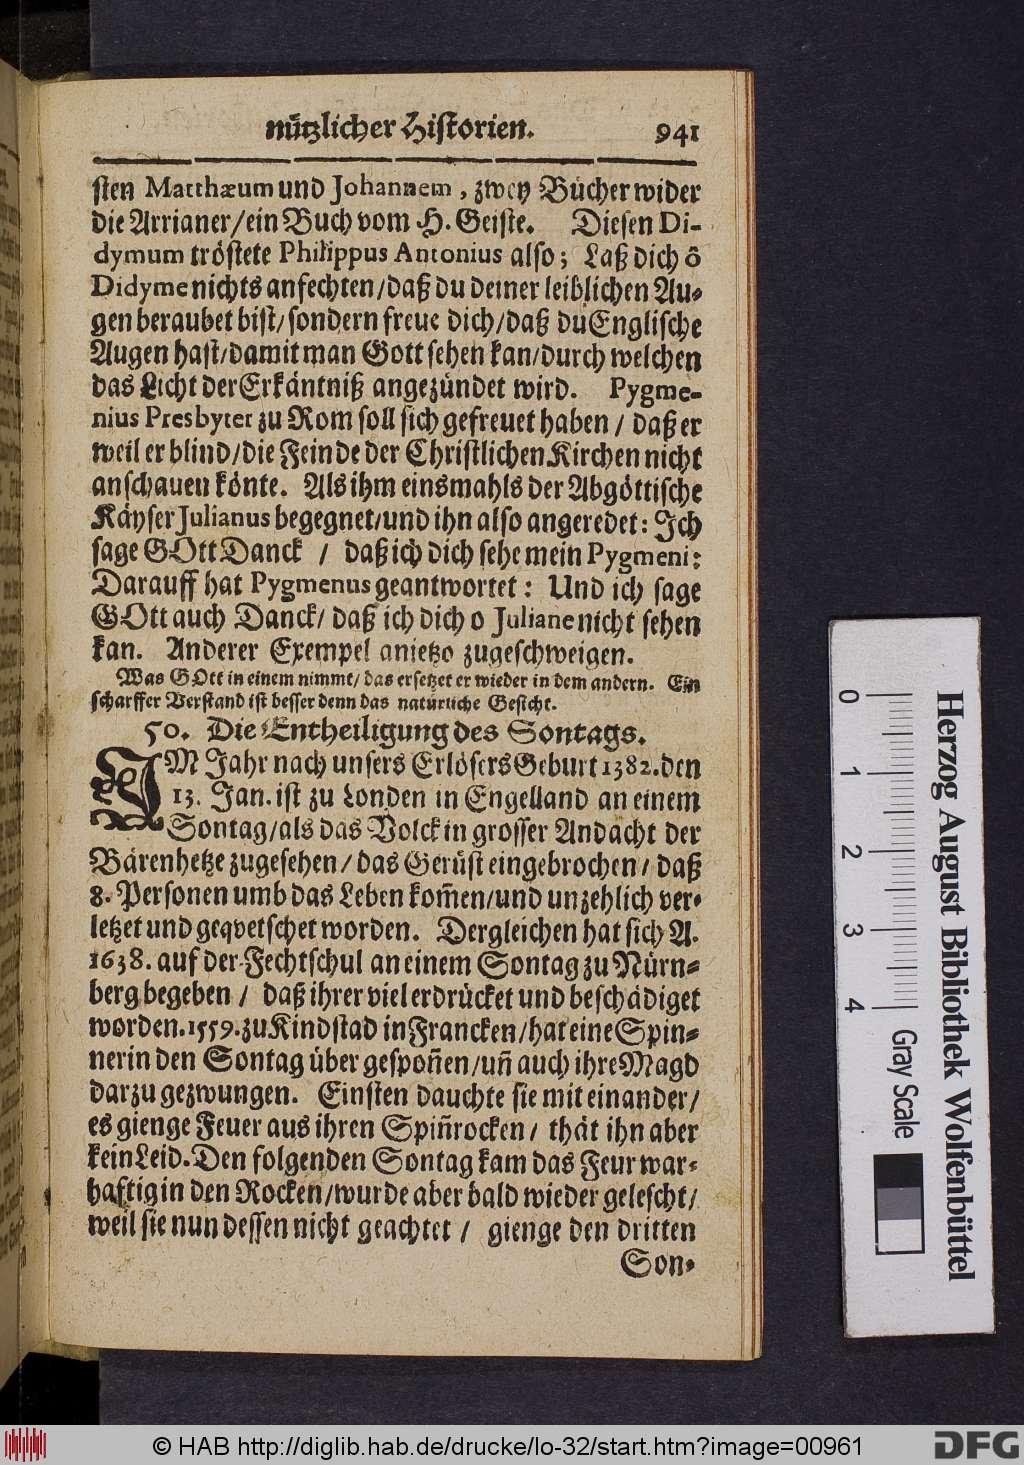 nützlicher Historien. 941
sten Matthæum und Johannem, zwey Bücher wider
die Arrianer/ein Buch vom H. Geiste. Diesen Di-
dymum tröstete Philippus Antonius also; Laß dich ô
Didyme nichts anfechten/daß du deiner leiblichen Au-
gen beraubet bist/sondern freue dich/daß du Englische
Augen hast/damit man Gott sehen kan/durch welchen
das Licht der Erkäntniß angezündet wird. Pygme-
nius Presbyter zu Rom soll sich gefreuet haben / daß er
weil er blind/die Feinde der Christlichen Kirchen nicht
anschauen könte. Als ihm einsmahls der Abgöttische
Käyser Julianus begegnet/und ihn also angeredet: Ich
sage GOtt Danck / daß ich dich sehe mein Pygmeni:
Darauff hat Pygmenus geantwortet: Und ich sage
GOtt auch Danck/ daß ich dich o Juliane nicht sehen
kan. Anderer Exempel anietzo zugeschweigen.
Was GOtt in einem nimmt/ das ersetzet er wieder in dem andern. Ein
scharffer Verstand ist besser denn das natürliche Gesicht.
50. Die Entheiligung des Sontags.
IM Jahr nach unsers Erlösers Geburt 1382. den
13. Jan. ist zu Londen in Engelland an einem
Sontag/als das Volck in grosser Andacht der
Bärenhetze zugesehen/ das Gerüst eingebrochen/ daß
8. Personen umb das Leben kom̃en/und unzehlich ver-
letzet und geqvetschet worden. Dergleichen hat sich A.
1638. auf der Fechtschul an einem Sontag zu Nürn-
berg begeben / daß ihrer viel erdrücket und beschädiget
worden. 1559. zu Kindstad in Francken/hat eine Spin-
nerin den Sontag über gespoñen/uñ auch ihre Magd
darzu gezwungen. Einsten dauchte sie mit einander/
es gienge Feuer aus ihren Spiñrocken/ thät ihn aber
kein Leid. Den folgenden Sontag kam das Feur war-
haftig in den Rocken/wurde aber bald wieder gelescht/
weil sie nun dessen nicht geachtet / gienge den dritten
Son-
Herzog August Bibliothek Wolfenbüttel
0 1 2 3 4 Gray Scale
© HAB http://diglib.hab.de/drucke/lo-32/start.htm?image=00961
DFG